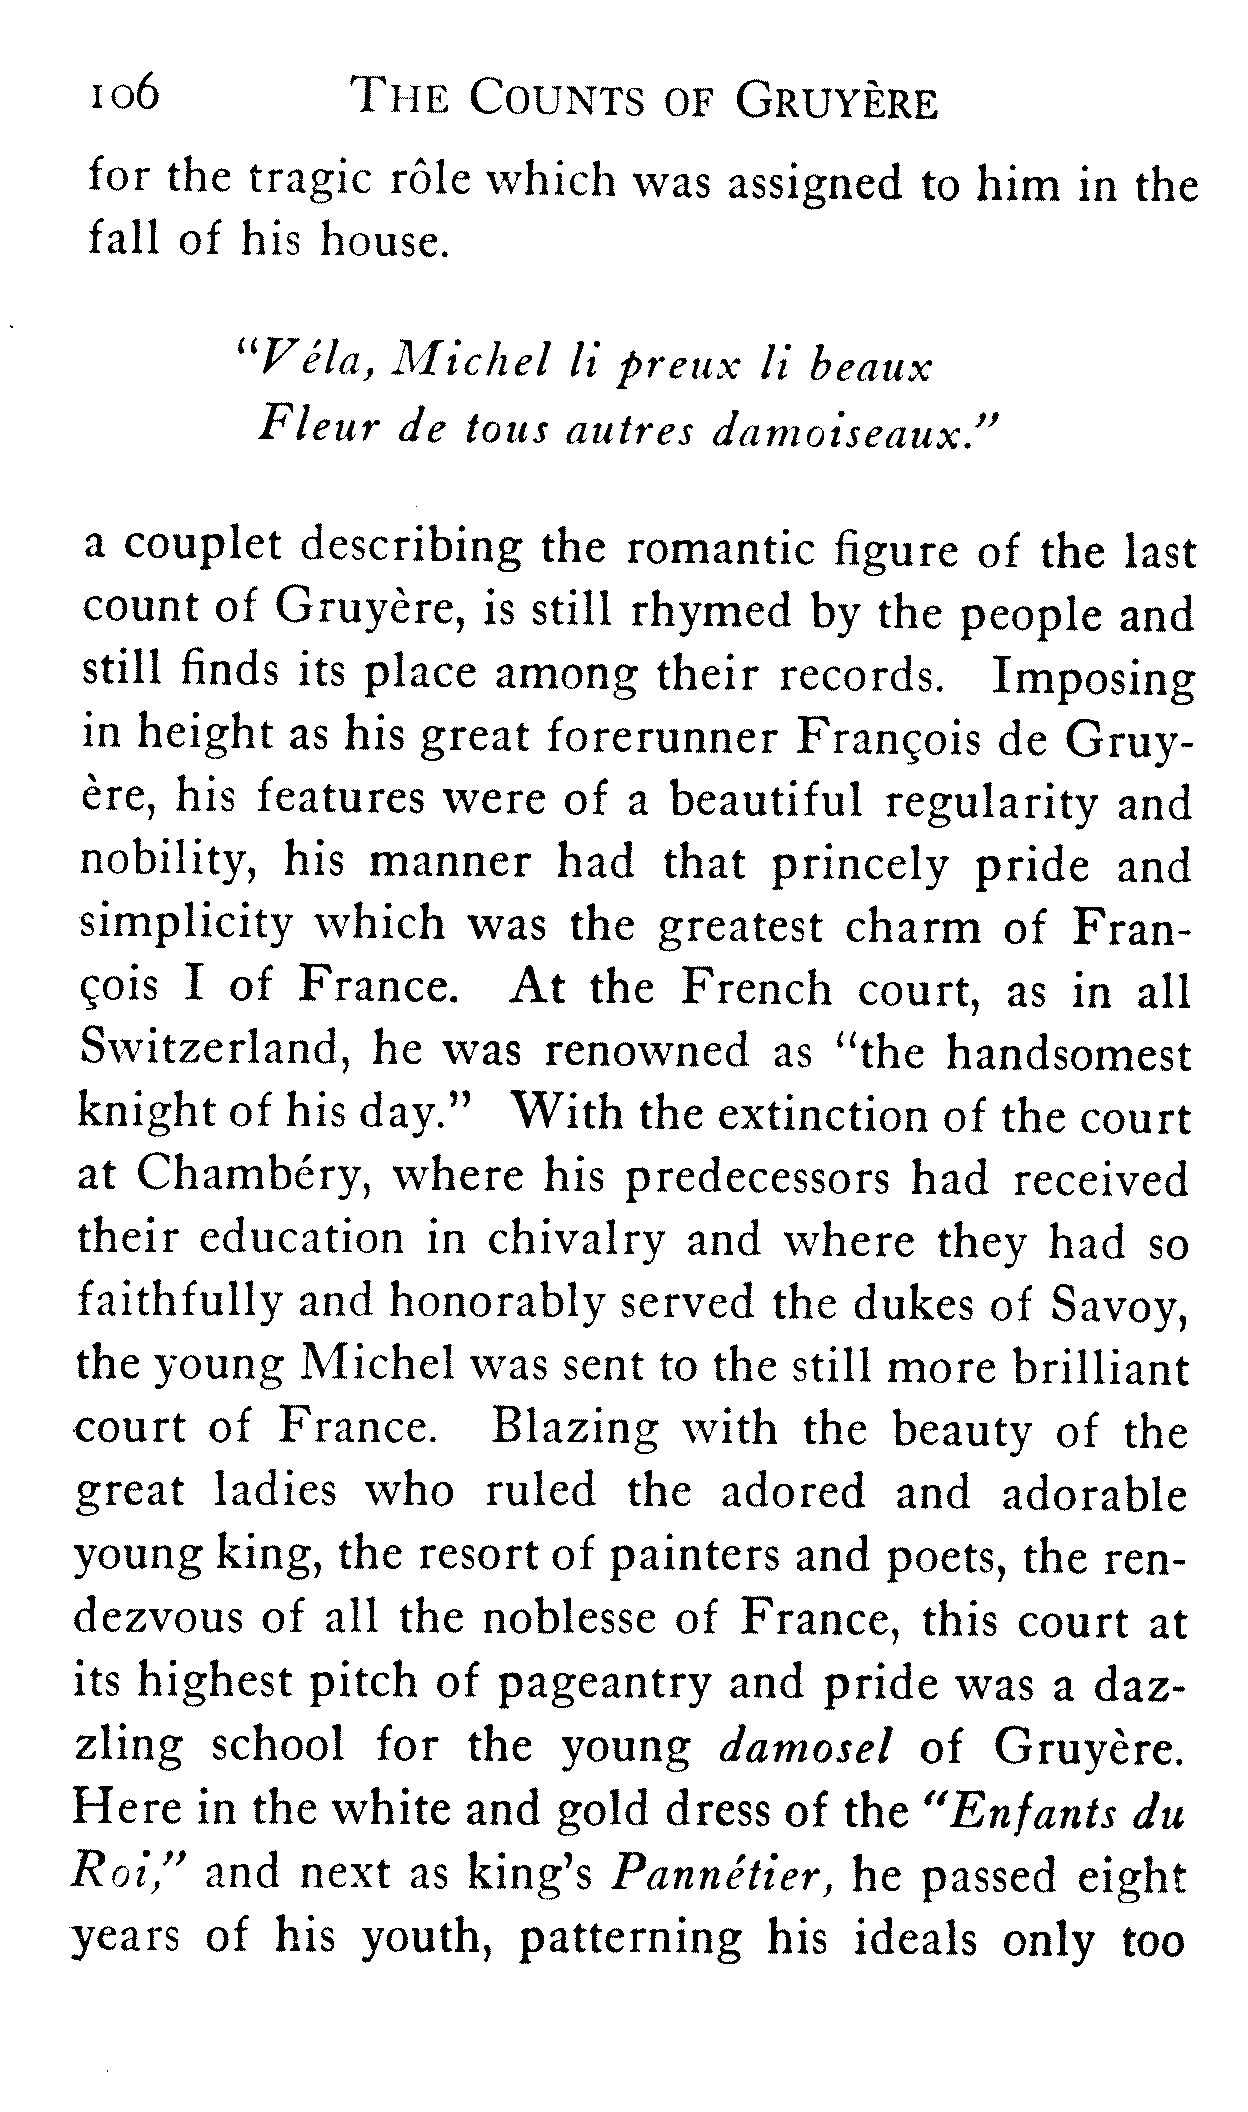 106 THE COUNTS OF GRUYÈRE
for the tragic rôle which was assigned to him in the
fall of his house.
"Véla, Michel li preux li beaux
Fleur de tous autres damoiseaux."
a couplet describing the romantic figure of the last
count of Gruyère, is still rhymed by the people and
still finds its place among their records. Imposing
in height as his great forerunner François de Gruy-
ère, his features were of a beautiful regularity and
nobility, his manner had that princely pride and
simplicity which was the greatest charm of Fran-
çois I of France. At the French court, as in all
Switzerland, he was renowned as "the handsomest
knight of his day." With the extinction of the court
at Chambéry, where his predecessors had received
their education in chivalry and where they had so
faithfully and honorably served the dukes of Savoy,
the young Michel was sent to the still more brilliant
court of France. Blazing with the beauty of the
great ladies who ruled the adored and adorable
young king, the resort of painters and poets, the ren-
dezvous of all the noblesse of France, this court at
its highest pitch of pageantry and pride was a daz-
zling school for the young damosel of Gruyère.
Here in the white and gold dress of the "Enfants du
Roi," and next as king's Pannétier, he passed eight
years of his youth, patterning his ideals only too